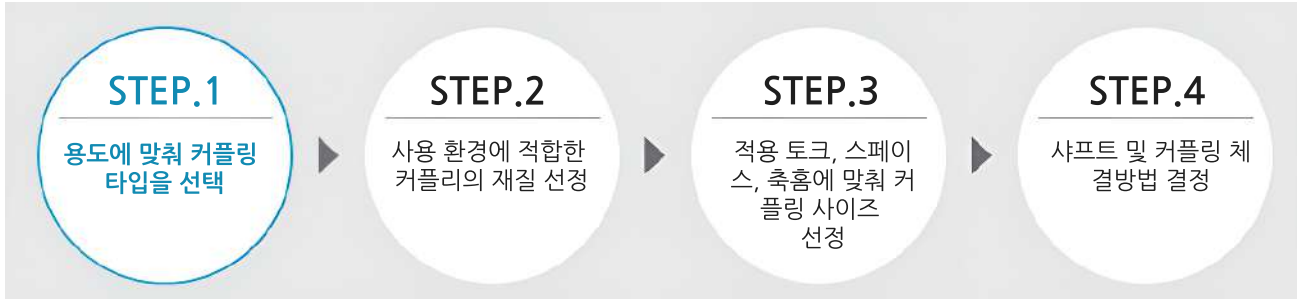 STEP.1
용도에 맞춰 커플링
타입을 선택
STEP.2
사용 환경에 적합한
커플리의 재질 선정
STEP.3
적용 토크, 스페이
스, 축홈에 맞춰 커
플링 사이즈
선정
STEP.4
샤프트 및 커플링 체
결방법 결정